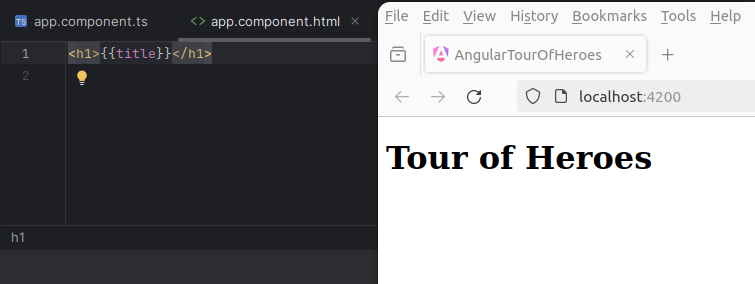 app.component.ts
app.component.html
1 <h1>{{title}}</h1>
2
h1
File Edit View History Bookmarks Tools Help
AngularTourOfHeroes
localhost:4200
Tour of Heroes